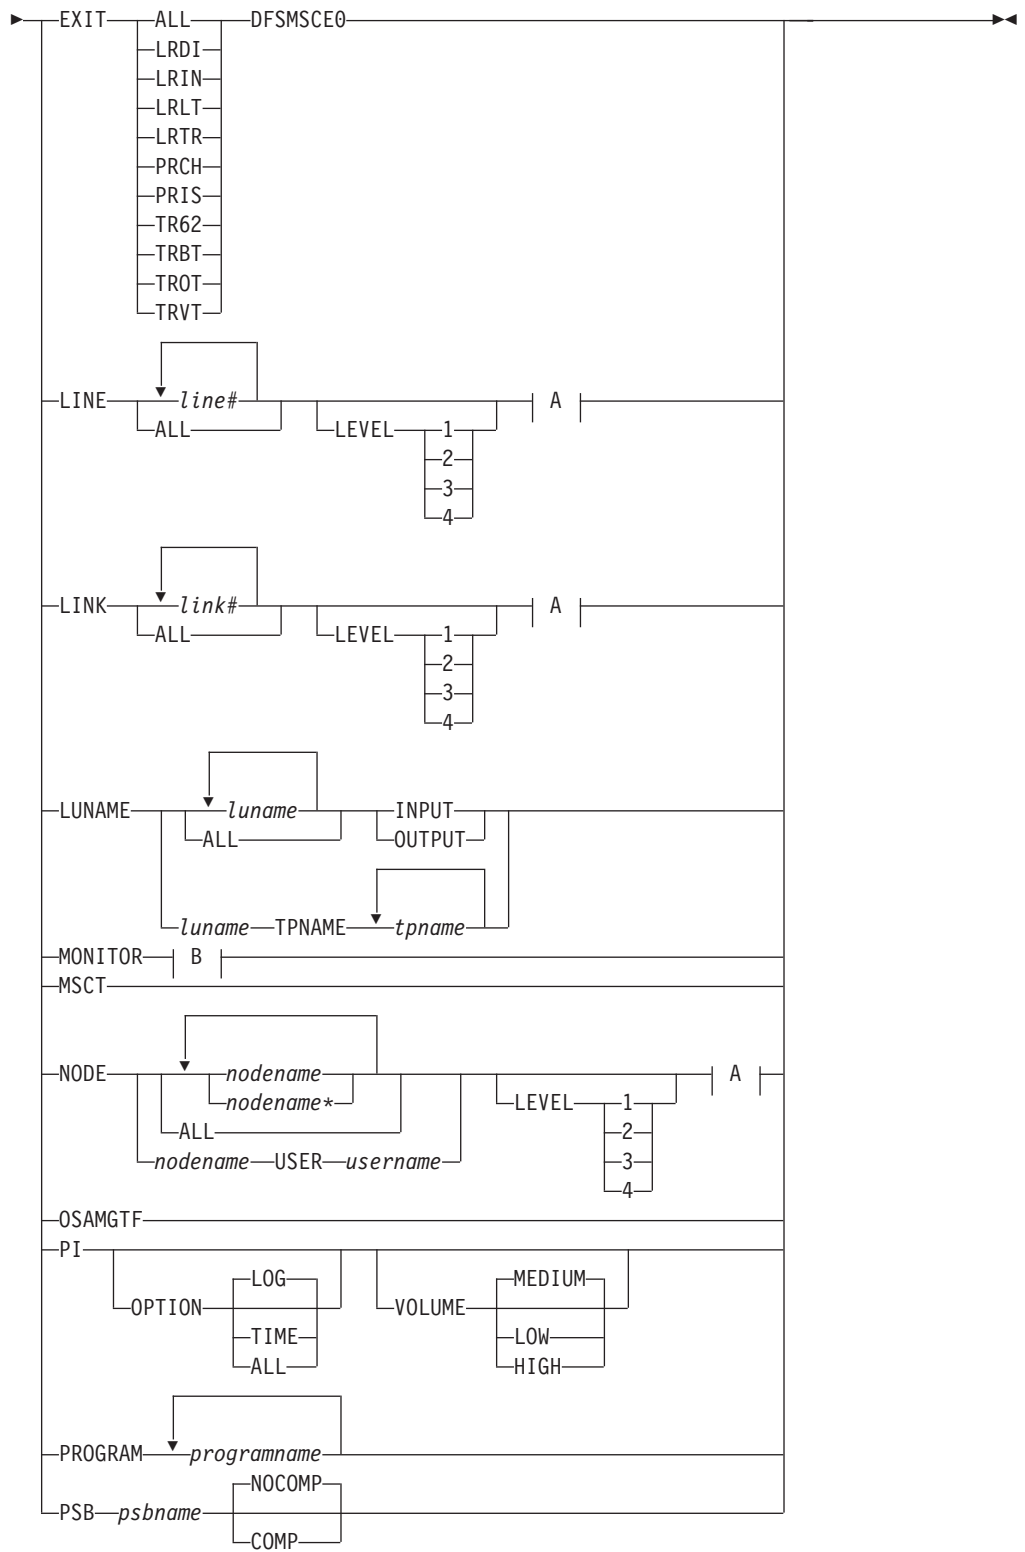 EXIT ALL DFSMSCE0
LRDI
LRIN
LRLT
LRTR
PRCH
PRIS
TR62
TRBT
TROT
TRVT
LINE line# A
ALL LEVEL 1
2
3
4
LINK link# A
ALL LEVEL 1
2
3
4
LUNAME luname INPUT
ALL OUTPUT
luname TPNAME tpname
MONITOR B
MSCT
NODE nodename A
nodename* LEVEL 1
ALL 2
nodename USER username 3
4
OSAMGTF
PI
LOG MEDIUM
OPTION VOLUME
TIME LOW
ALL HIGH
PROGRAM programname
NOCOMP
PSB psbname
COMP